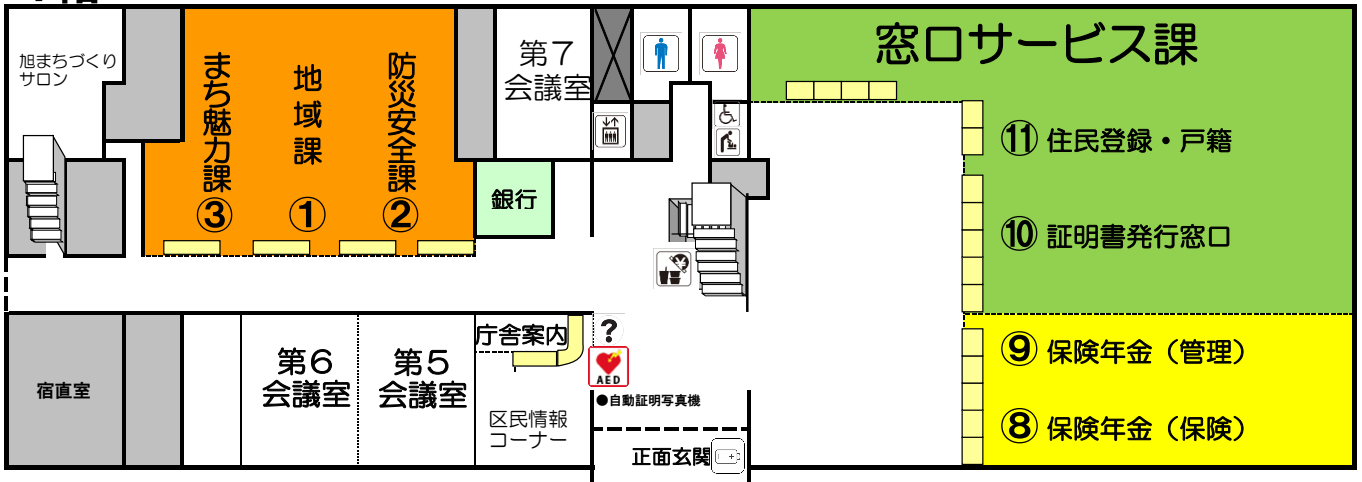 旭まちづくり
サロン
まち魅力課
③
地域課
①
防災安全課
②
第7
会議室
銀行
窓口サービス課
⑪ 住民登録・戸籍
⑩ 証明書発行窓口
⑨ 保険年金（管理）
⑧ 保険年金（保険）
宿直室
第6
会議室
第5
会議室
庁舎案内
?
AED
●自動証明写真機
区民情報
コーナー
正面玄関